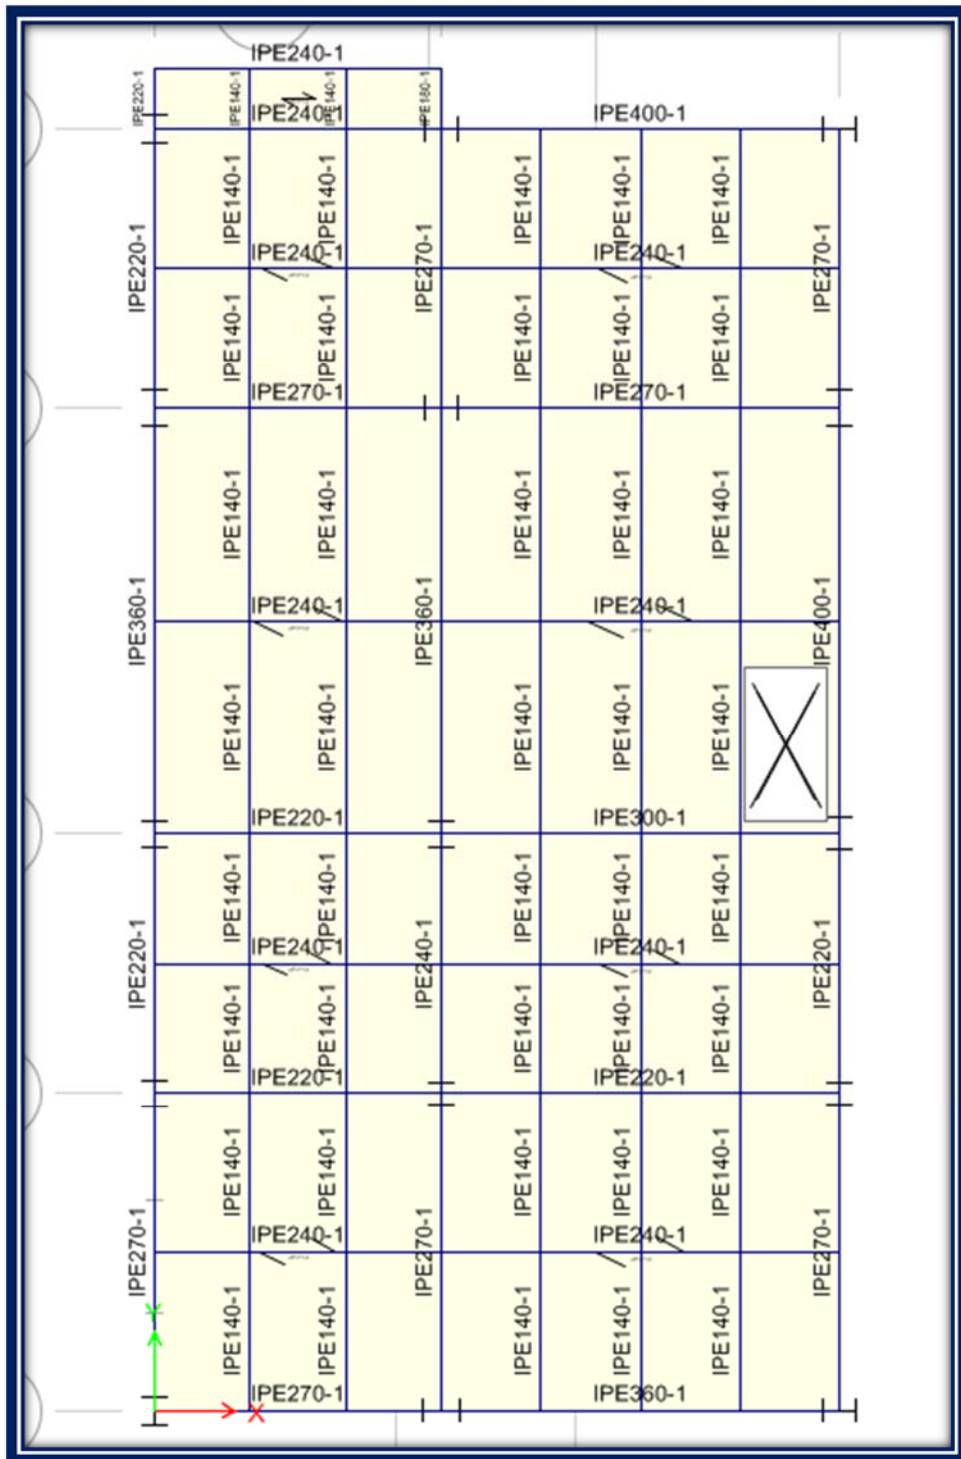 IPE240-1
IPE220-1 IPE140-1 IPE140-1 IPE180-1
IPE240-1 IPE400-1
IPE140-1 IPE140-1 IPE140-1 IPE140-1 IPE140-1
IPE220-1 IPE240-1 IPE270-1 IPE240-1 IPE270-1
IPE140-1 IPE140-1 IPE140-1 IPE140-1 IPE140-1
IPE270-1 IPE270-1
IPE140-1 IPE140-1 IPE140-1 IPE140-1 IPE140-1
IPE360-1 IPE240-1 IPE360-1 IPE240-1 IPE400-1
IPE140-1 IPE140-1 IPE140-1 IPE140-1 IPE140-1
IPE220-1 IPE300-1
IPE140-1 IPE140-1 IPE140-1 IPE140-1 IPE140-1
IPE220-1 IPE240-1 IPE240-1 IPE240-1 IPE220-1
IPE140-1 IPE140-1 IPE140-1 IPE140-1 IPE140-1
IPE220-1 IPE220-1
IPE140-1 IPE140-1 IPE140-1 IPE140-1 IPE140-1
IPE270-1 IPE240-1 IPE270-1 IPE240-1 IPE270-1
Y
IPE140-1 IPE140-1 IPE140-1 IPE140-1 IPE140-1
IPE270-1 IPE360-1
X